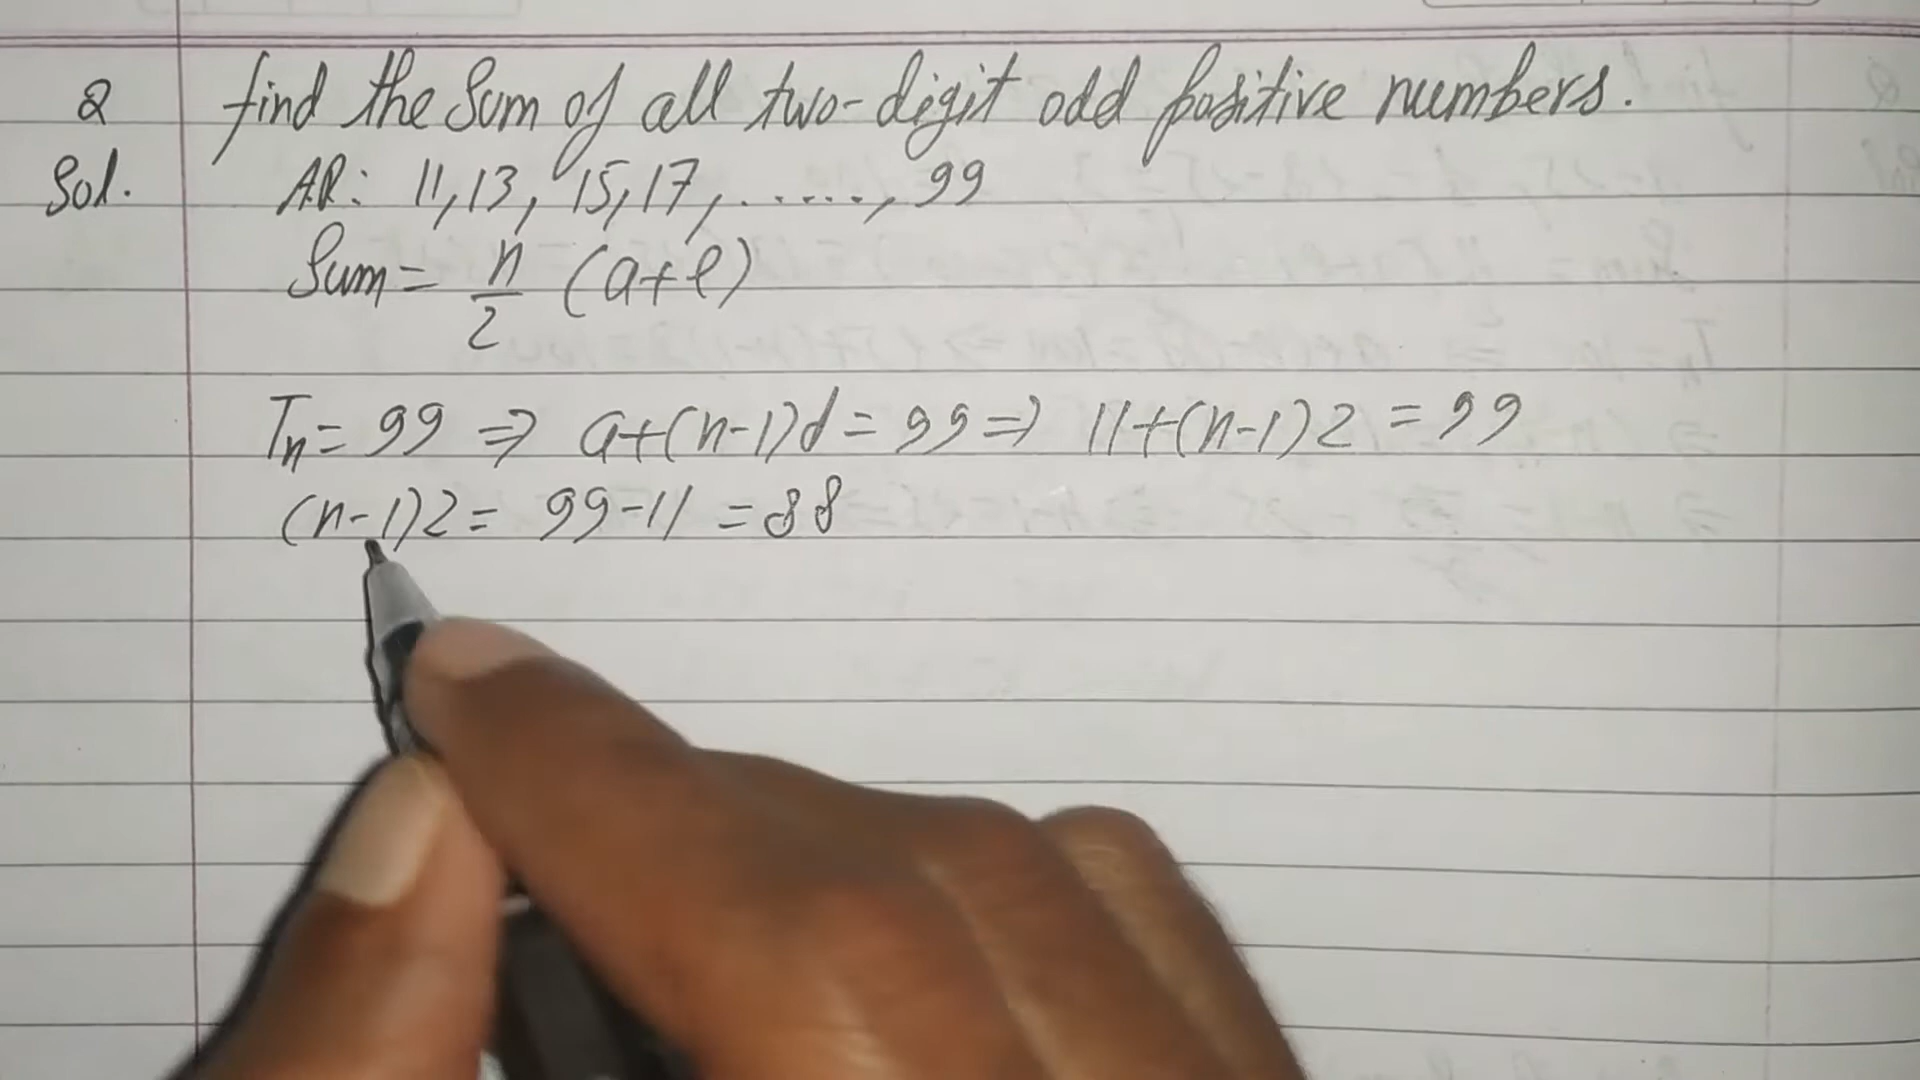 Q find the Sum of all two-digit odd positive numbers.
Sol. AP: 11, 13, 15, 17, ....., 99
Sum = n/2 (a+l)
Tn = 99 ⇒ a+(n-1)d = 99 ⇒ 11+(n-1)2 = 99
(n-1)2 = 99-11 = 88